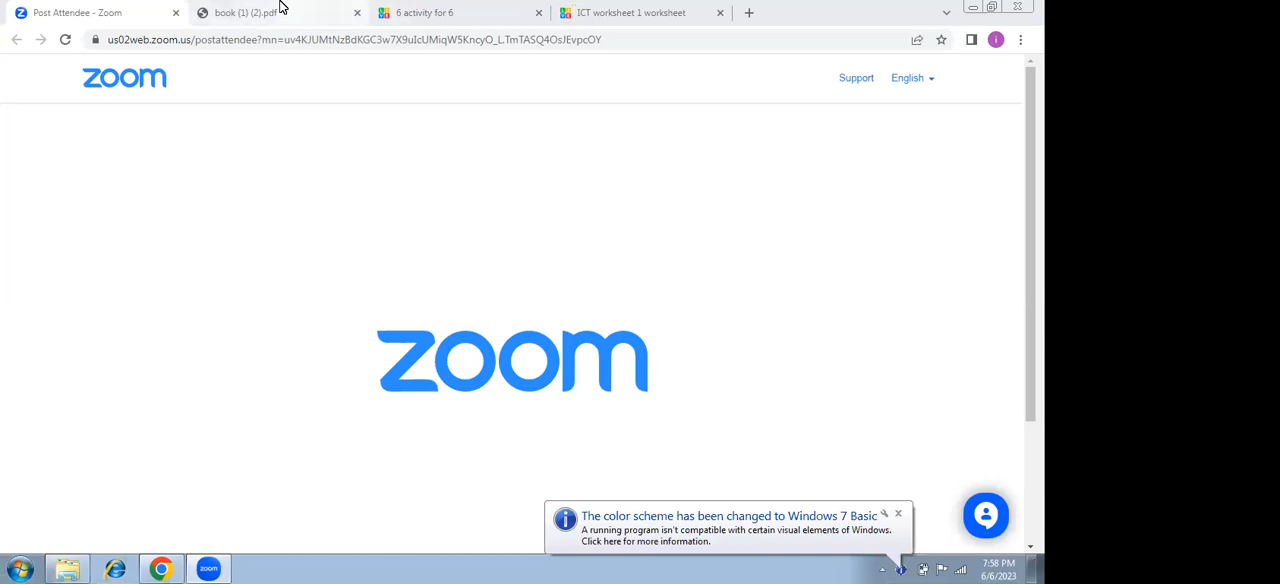 Post Attendee - Zoom
book (1) (2).pdf
6 activity for 6
ICT worksheet 1 worksheet
us02web.zoom.us/postattendee?mn=uv4KJUMtNzBdKGC3w7X9uIcUMiqW5KncyO_L.TmTASQ4OsJEvpcOY
i
zoom
Support
English
zoom
The color scheme has been changed to Windows 7 Basic
A running program isn't compatible with certain visual elements of Windows.
Click here for more information.
zoom
7:58 PM
6/6/2023